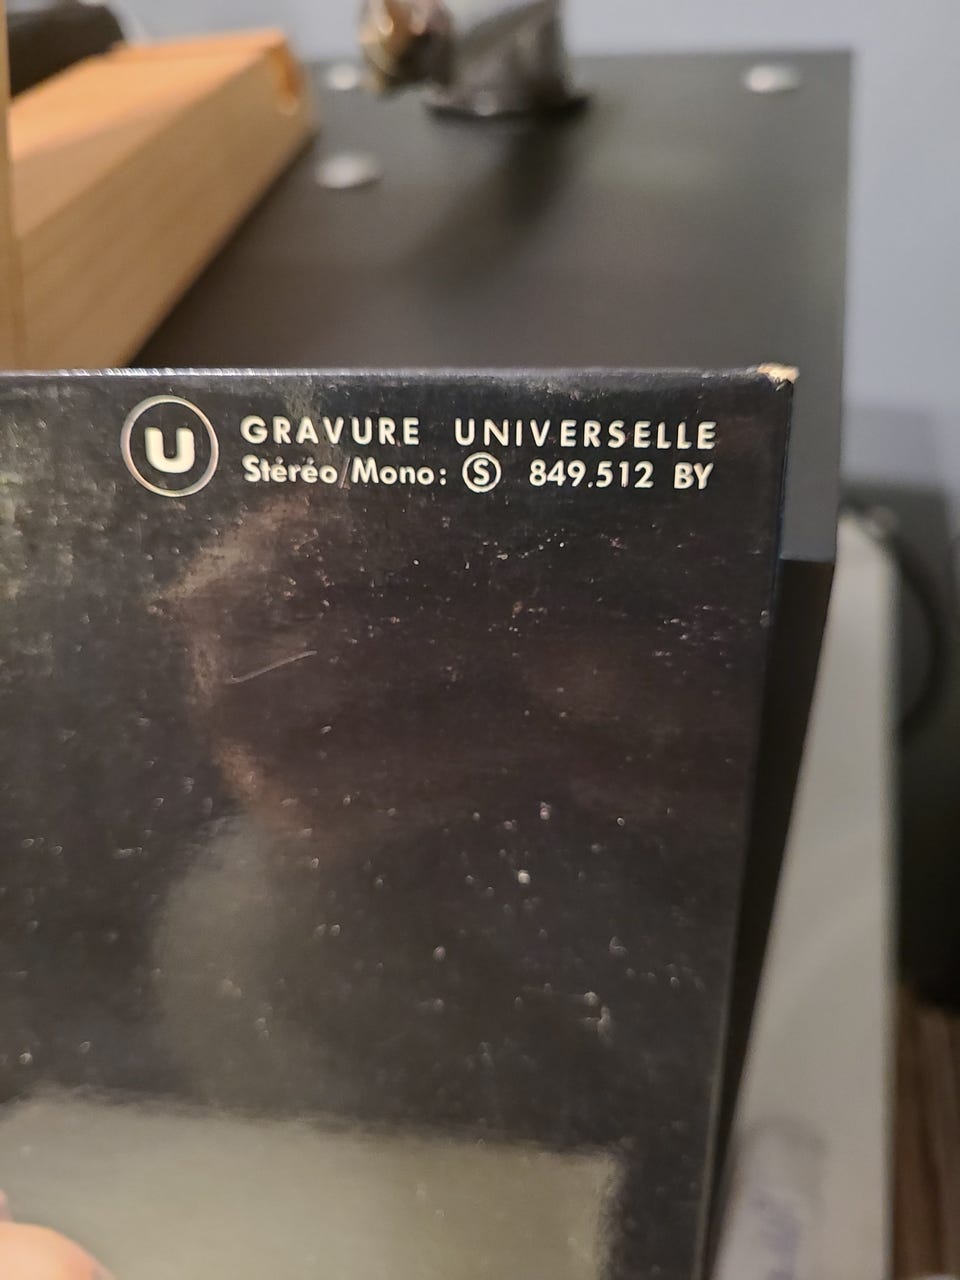 U GRAVURE UNIVERSELLE
Stéréo/Mono: Ⓢ 849.512 BY